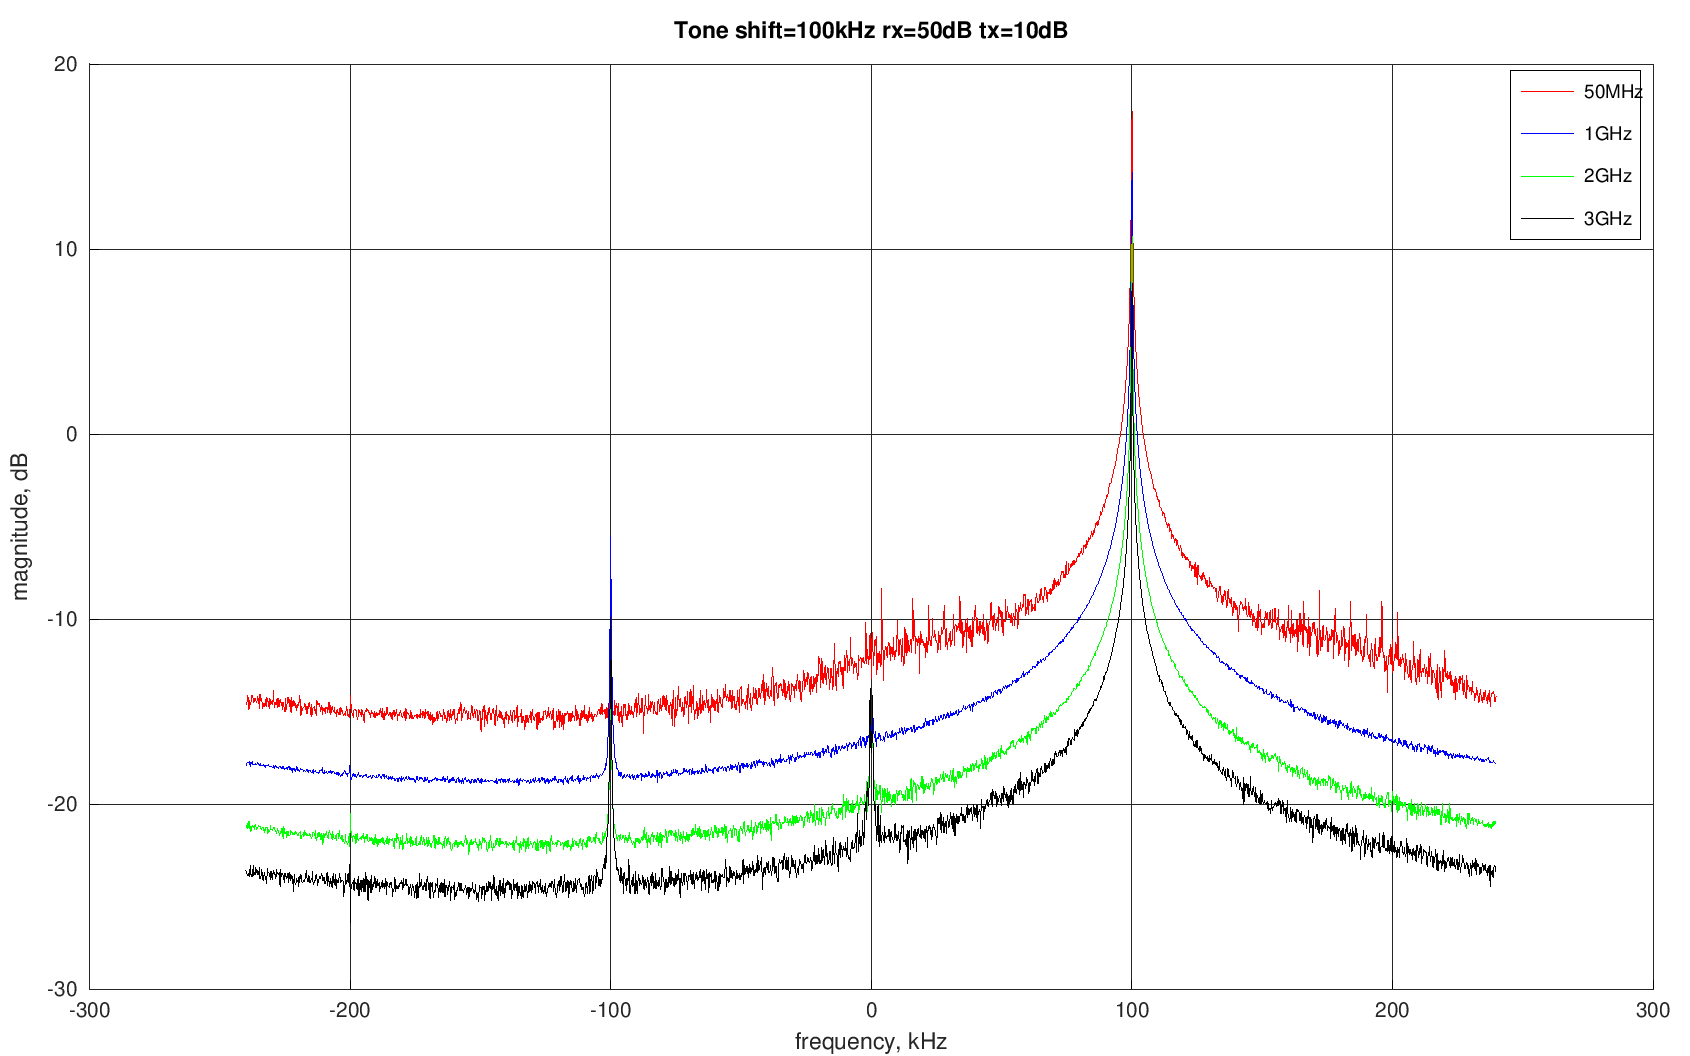 Tone shift=100kHz rx=50dB tx=10dB
20
10
0
-10
-20
-30
magnitude, dB
50MHz
1GHz
2GHz
3GHz
-300
-200
-100
0
100
200
300
frequency, kHz